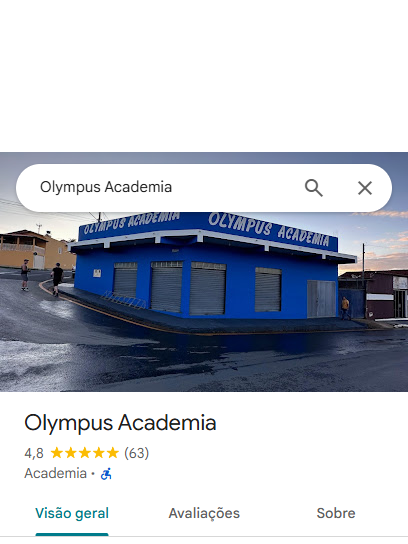 Olympus Academia
OLYMPUS ACADEMIA
OLYMPUS ACADEMIA
Olympus Academia
4,8 (63)
Academia ·
Visão geral
Avaliações
Sobre